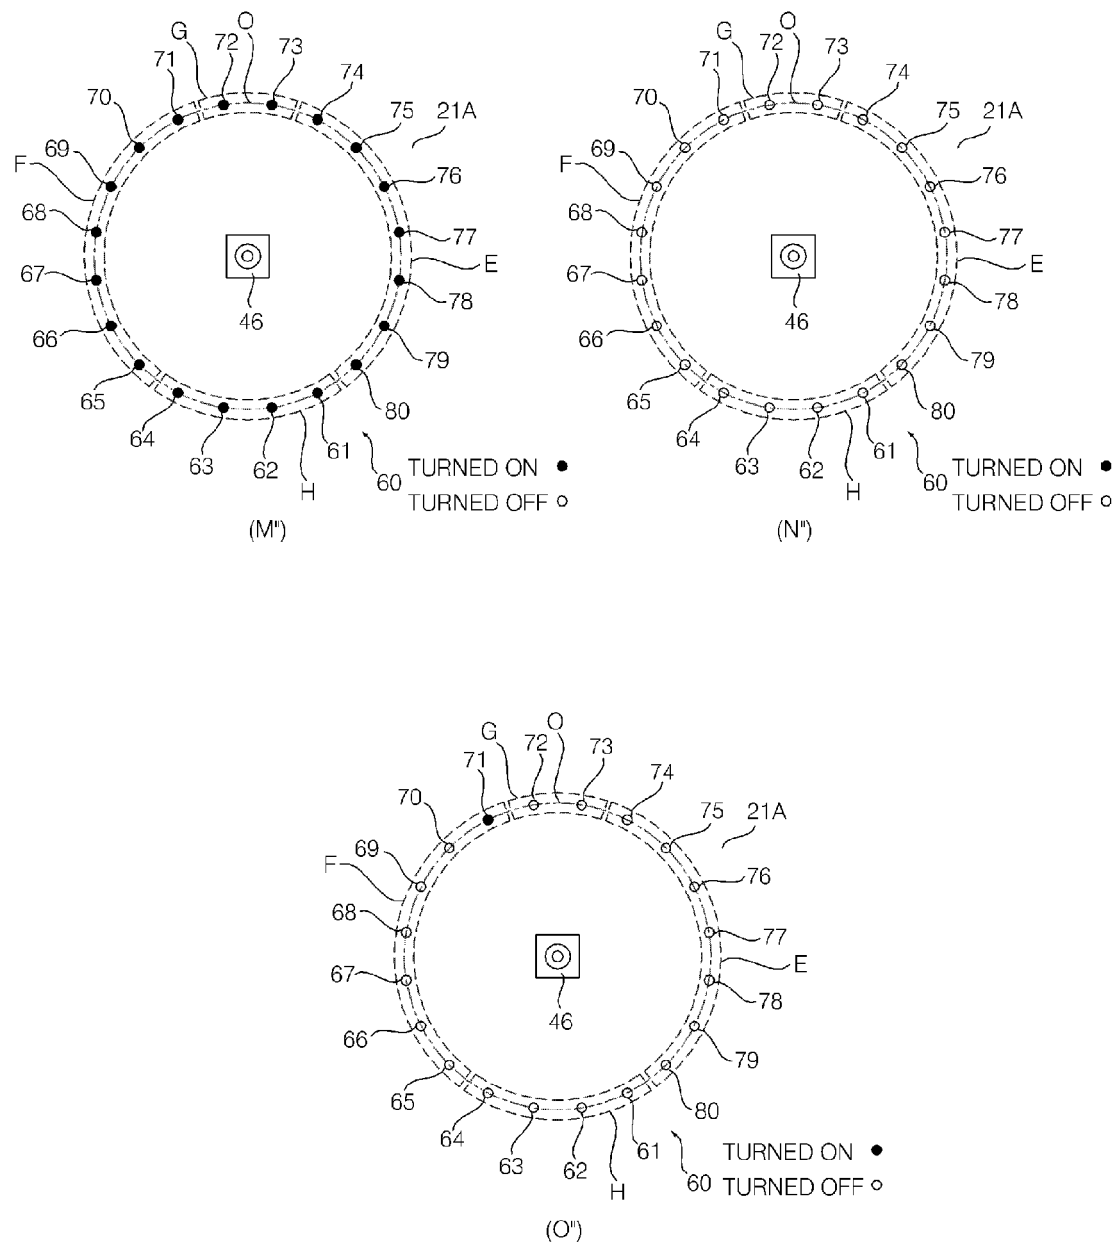 G O
71 72 73
70 74
69 75 21A
F 76
68 77
67 E
66 46 78
65 79
64 80
63 62 61
H 60
TURNED ON
TURNED OFF
(M")
G O
71 72 73
70 74
69 75 21A
F 76
68 77
67 E
66 46 78
65 79
64 80
63 62 61
H 60
TURNED ON
TURNED OFF
(N")
G O
71 72 73
70 74
69 75 21A
F 76
68 77
67 E
66 46 78
65 79
64 80
63 62 61
H 60
TURNED ON
TURNED OFF
(O")